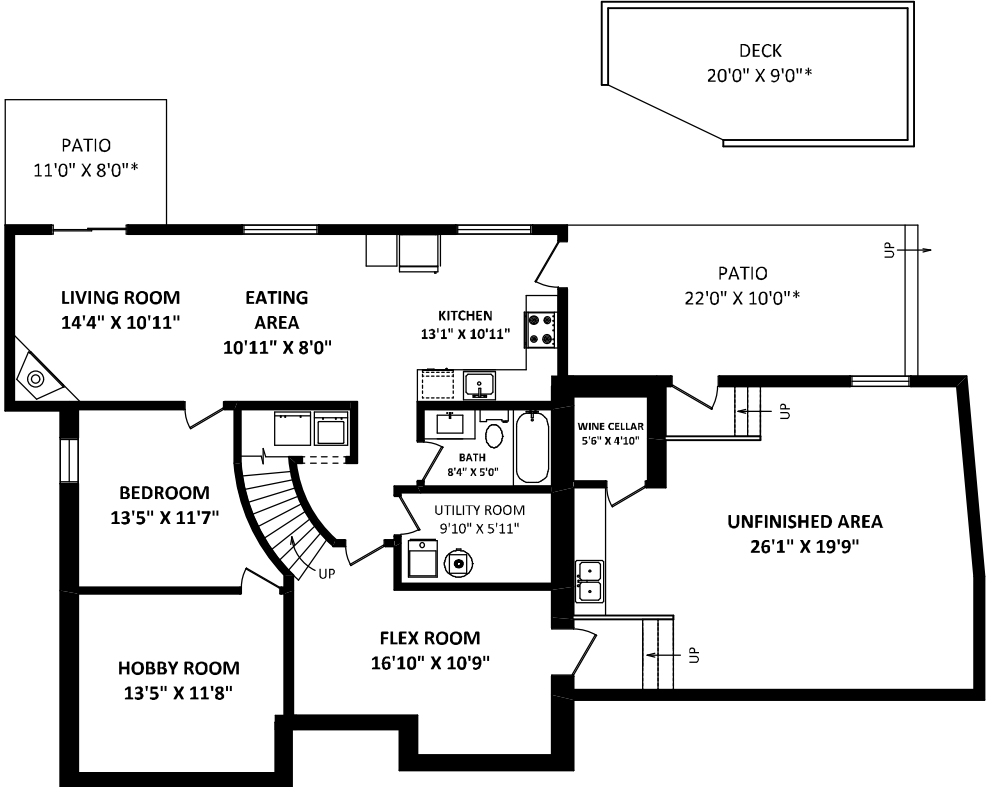 DECK
20'0" X 9'0"*
PATIO
11'0" X 8'0"*
UP
PATIO
22'0" X 10'0"*
LIVING ROOM
14'4" X 10'11"
EATING
AREA
10'11" X 8'0"
KITCHEN
13'1" X 10'11"
UP
WINE CELLAR
5'6" X 4'10"
BATH
8'4" X 5'0"
BEDROOM
13'5" X 11'7"
UTILITY ROOM
9'10" X 5'11"
UNFINISHED AREA
26'1" X 19'9"
UP
FLEX ROOM
16'10" X 10'9"
UP
HOBBY ROOM
13'5" X 11'8"